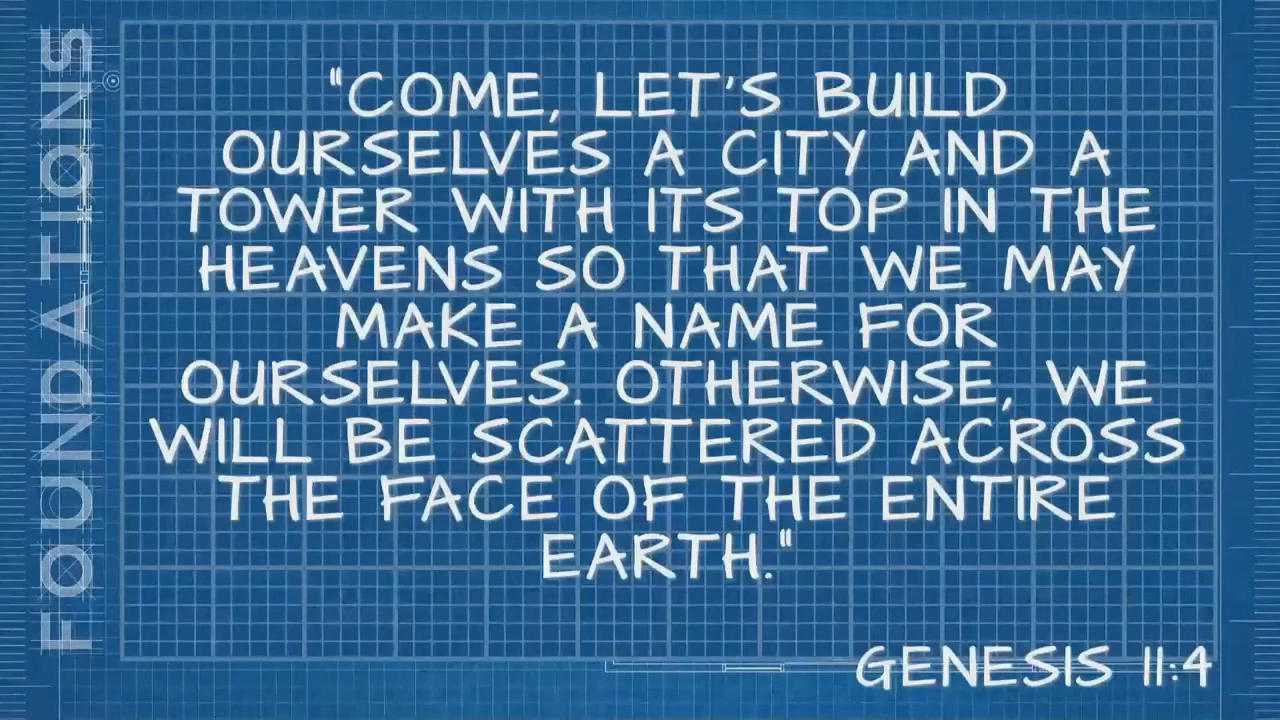 FOUNDATIONS
"COME, LET'S BUILD
OURSELVES A CITY AND A
TOWER WITH ITS TOP IN THE
HEAVENS SO THAT WE MAY
MAKE A NAME FOR
OURSELVES. OTHERWISE, WE
WILL BE SCATTERED ACROSS
THE FACE OF THE ENTIRE
EARTH."
GENESIS 11:4